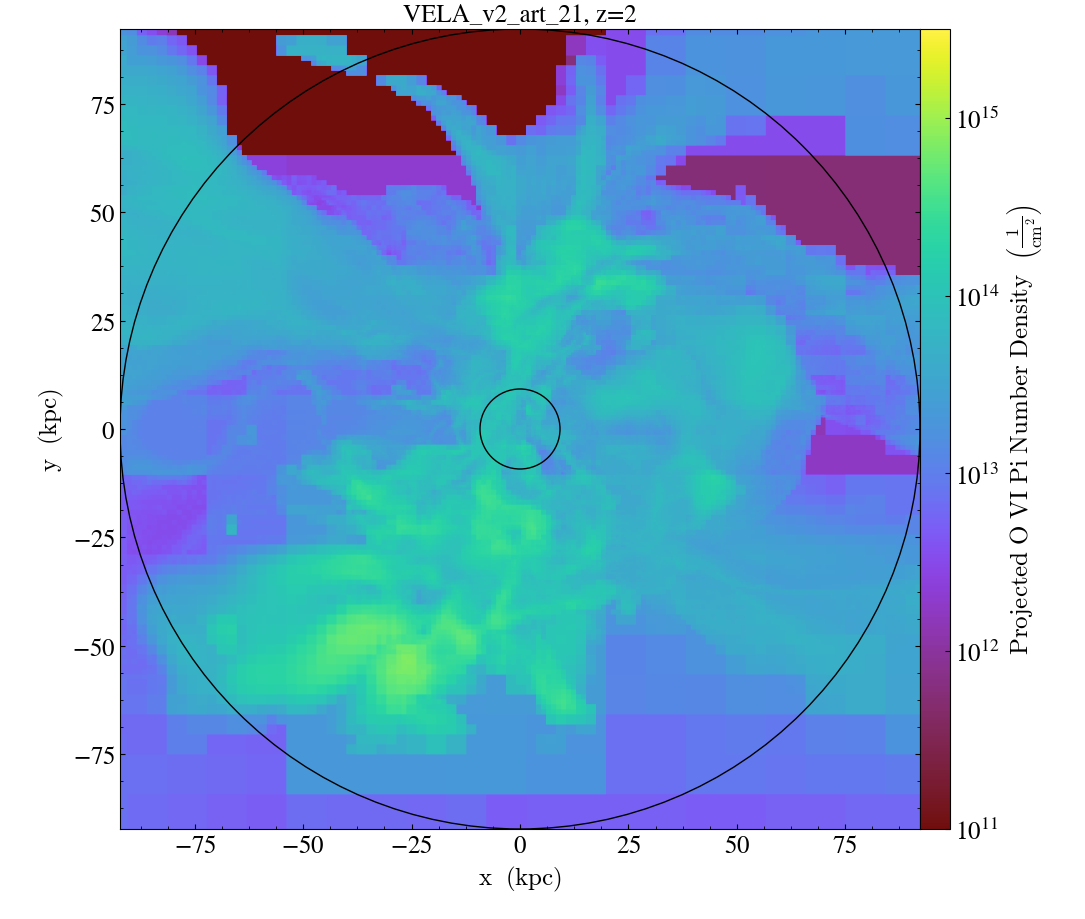 VELA_v2_art_21, z=2
75
50
25
0
−25
−50
−75
y (kpc)
−75 −50 −25 0 25 50 75
x (kpc)
10^15
10^14
10^13
10^12
10^11
Projected O VI Pi Number Density (1/cm^2)